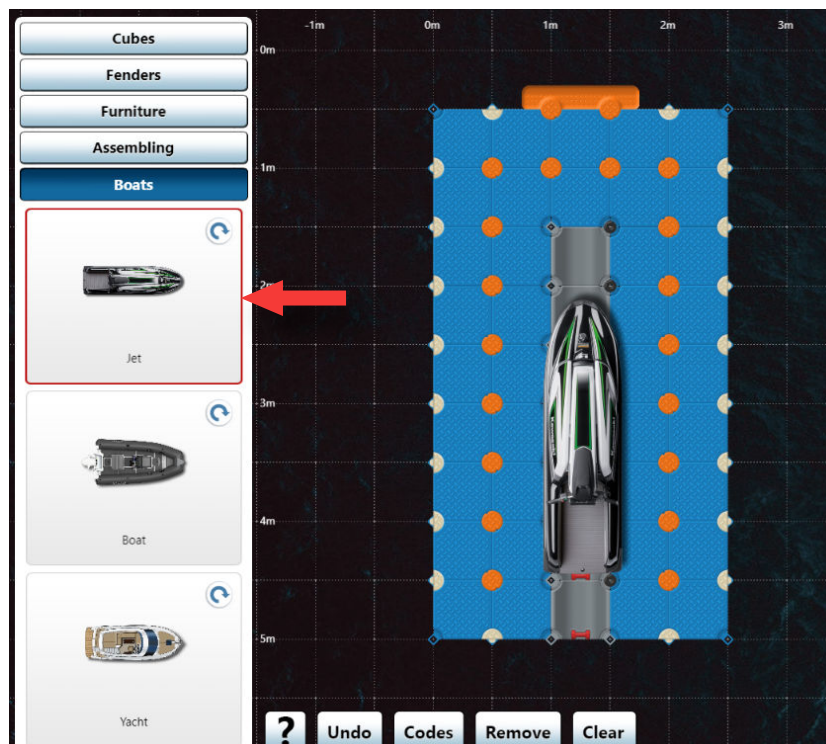 Cubes
Fenders
Furniture
Assembling
Boats
Jet
Boat
Yacht
-1m 0m 1m 2m 3m
0m
1m
2m
3m
4m
5m
? Undo Codes Remove Clear